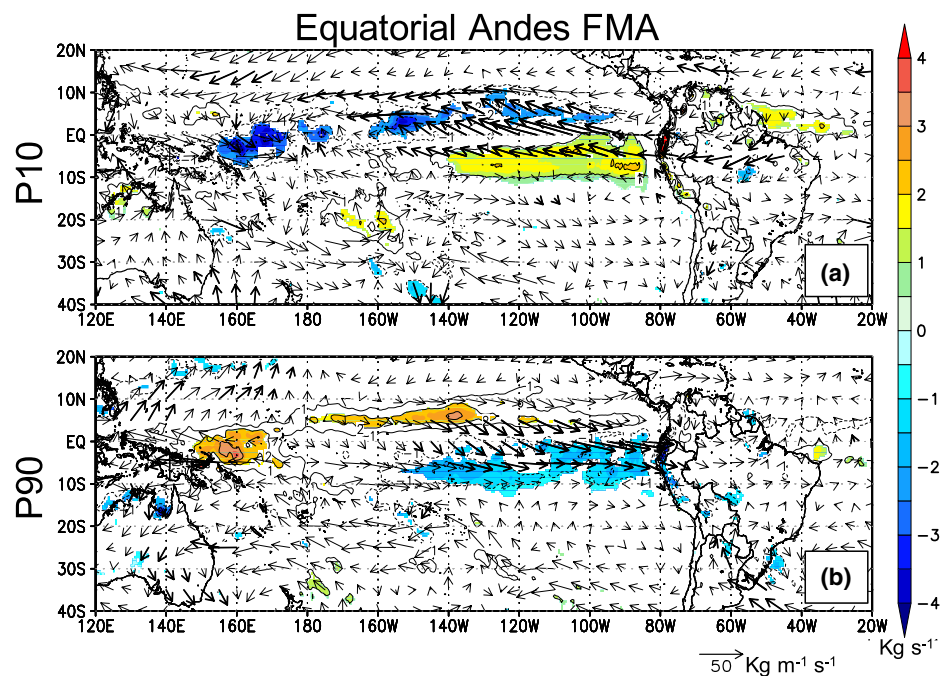 Equatorial Andes FMA
P10
20N
10N
EQ
10S
20S
30S
40S
120E 140E 160E 180 160W 140W 120W 100W 80W 60W 40W 20W
(a)
P90
20N
10N
EQ
10S
20S
30S
40S
120E 140E 160E 180 160W 140W 120W 100W 80W 60W 40W 20W
(b)
4
3
2
1
0
-1
-2
-3
-4
Kg s⁻¹
50 Kg m⁻¹ s⁻¹